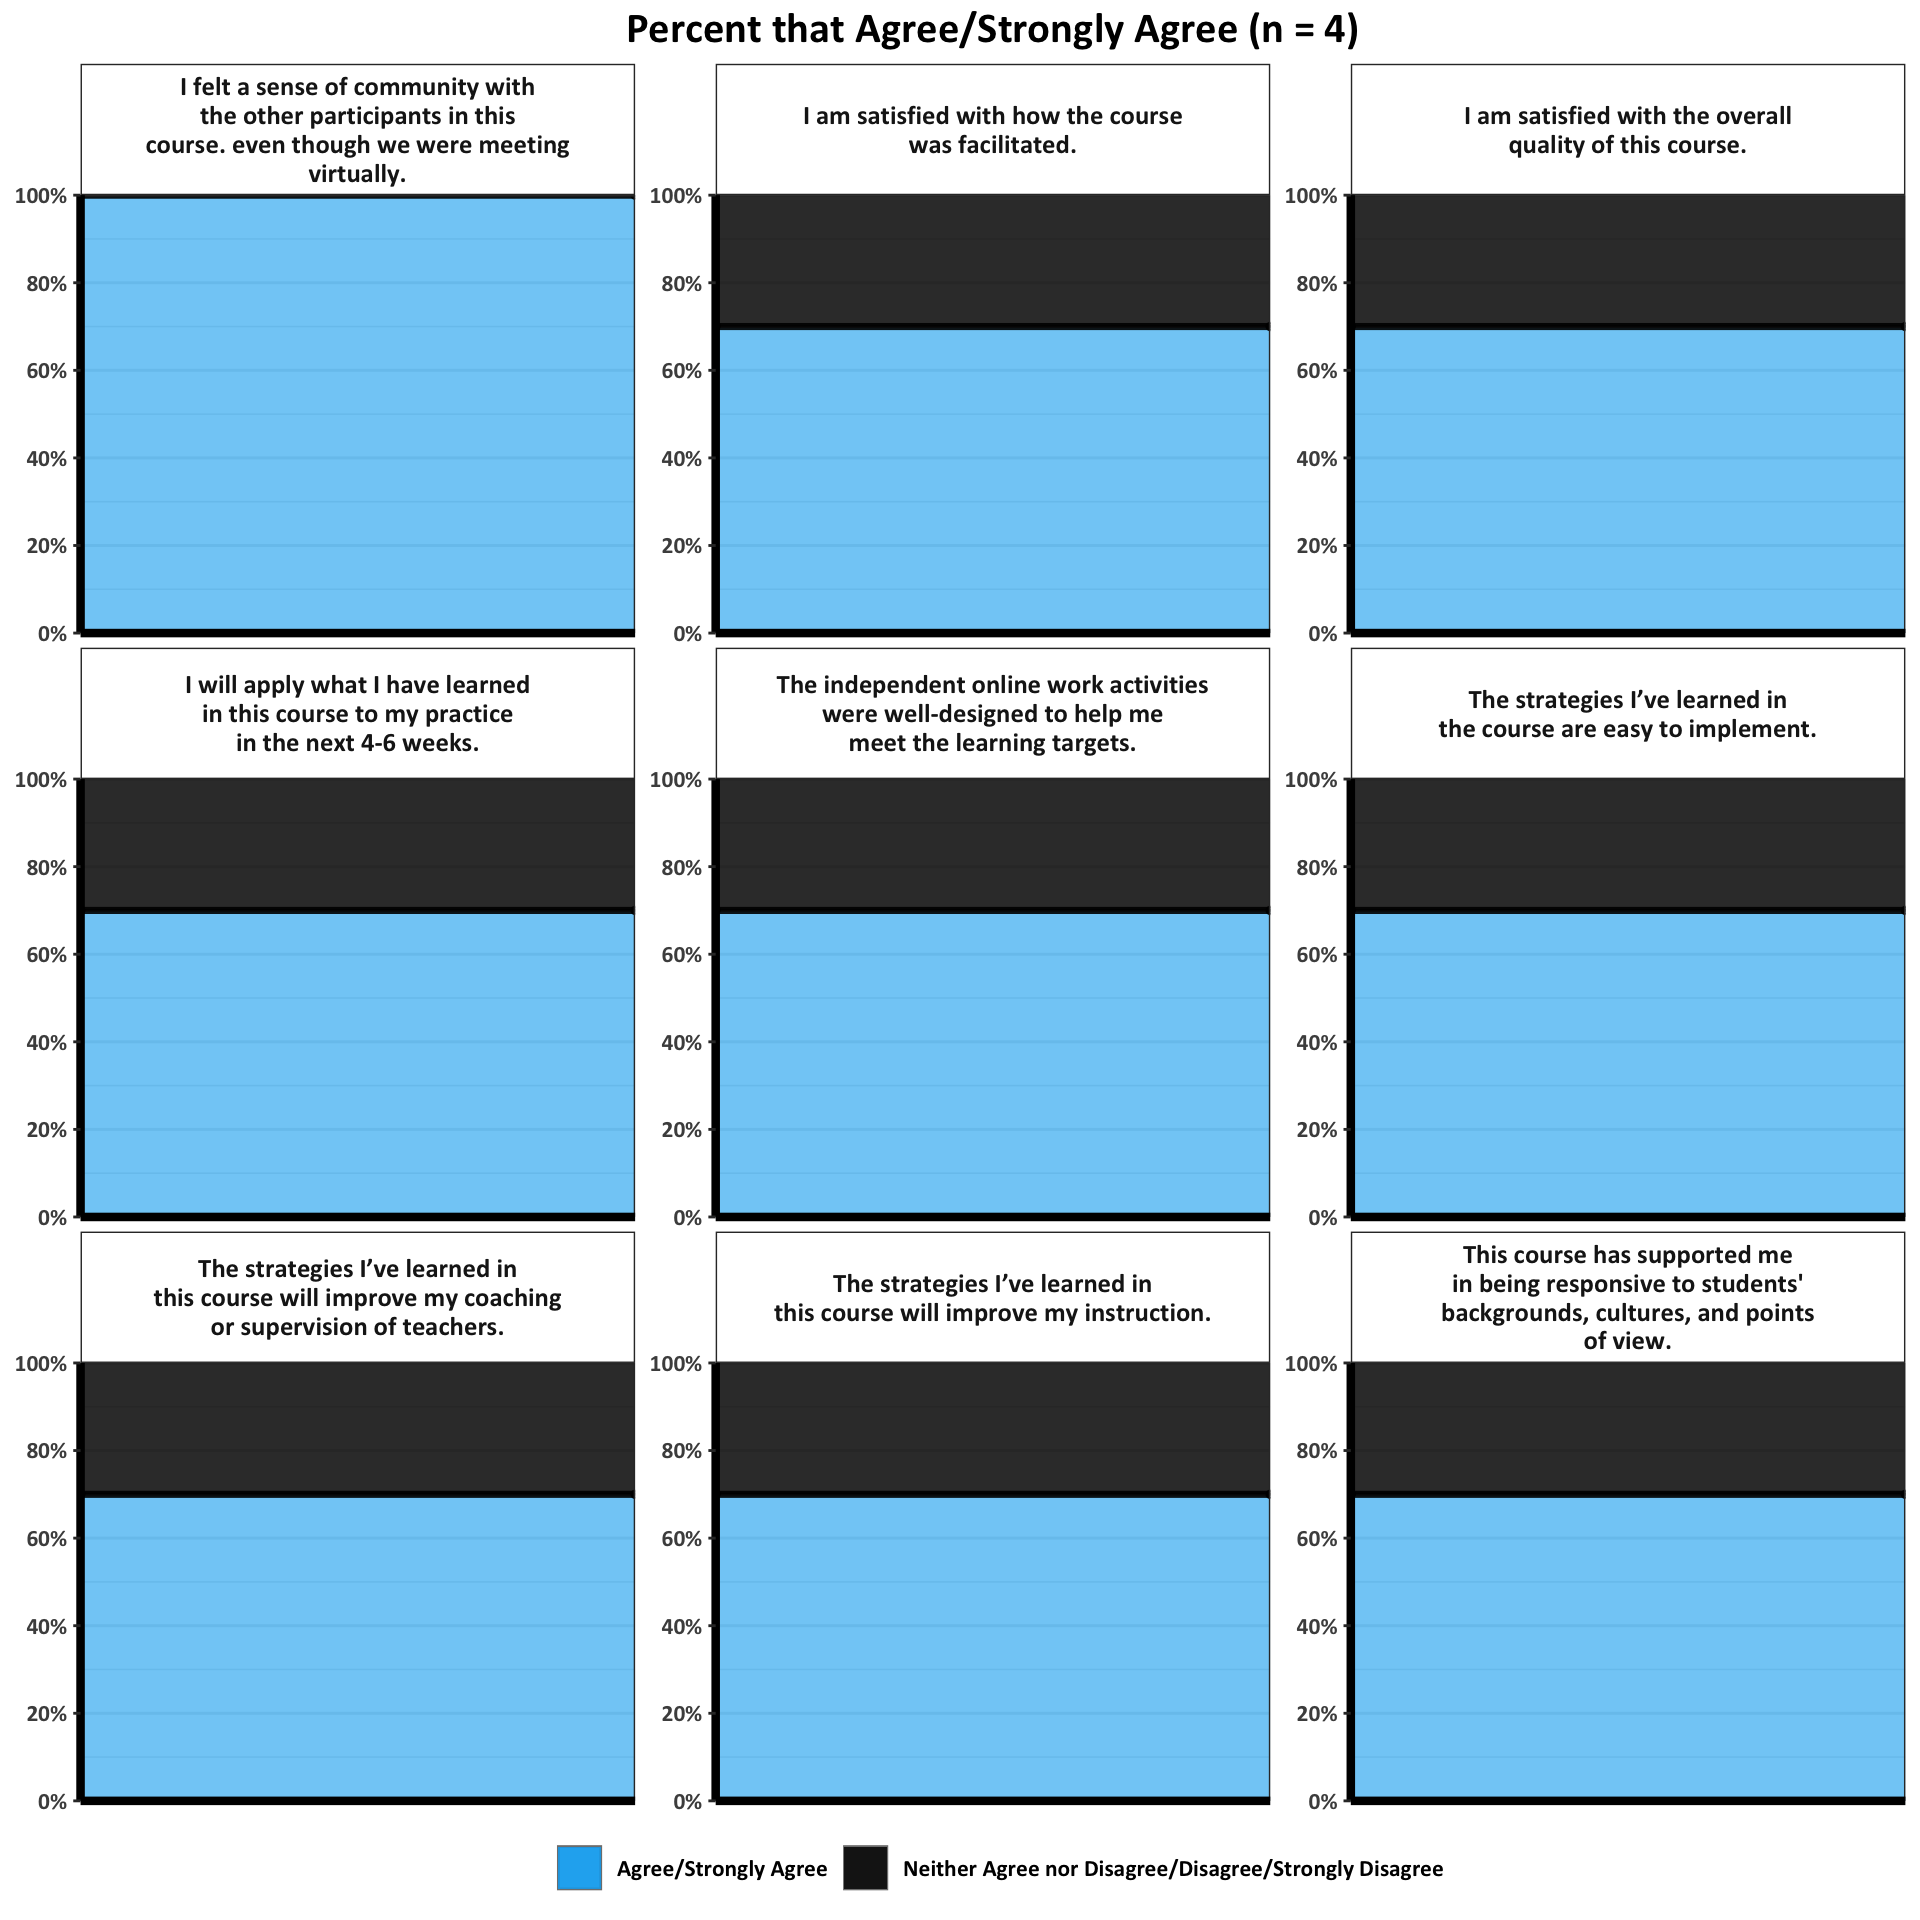 Percent that Agree/Strongly Agree (n = 4)
I felt a sense of community with
the other participants in this
course. even though we were meeting
virtually.
100%
80%
60%
40%
20%
0%
I am satisfied with how the course
was facilitated.
100%
80%
60%
40%
20%
0%
I am satisfied with the overall
quality of this course.
100%
80%
60%
40%
20%
0%
I will apply what I have learned
in this course to my practice
in the next 4-6 weeks.
100%
80%
60%
40%
20%
0%
The independent online work activities
were well-designed to help me
meet the learning targets.
100%
80%
60%
40%
20%
0%
The strategies I’ve learned in
the course are easy to implement.
100%
80%
60%
40%
20%
0%
The strategies I’ve learned in
this course will improve my coaching
or supervision of teachers.
100%
80%
60%
40%
20%
0%
The strategies I’ve learned in
this course will improve my instruction.
100%
80%
60%
40%
20%
0%
This course has supported me
in being responsive to students'
backgrounds, cultures, and points
of view.
100%
80%
60%
40%
20%
0%
Agree/Strongly Agree
Neither Agree nor Disagree/Disagree/Strongly Disagree